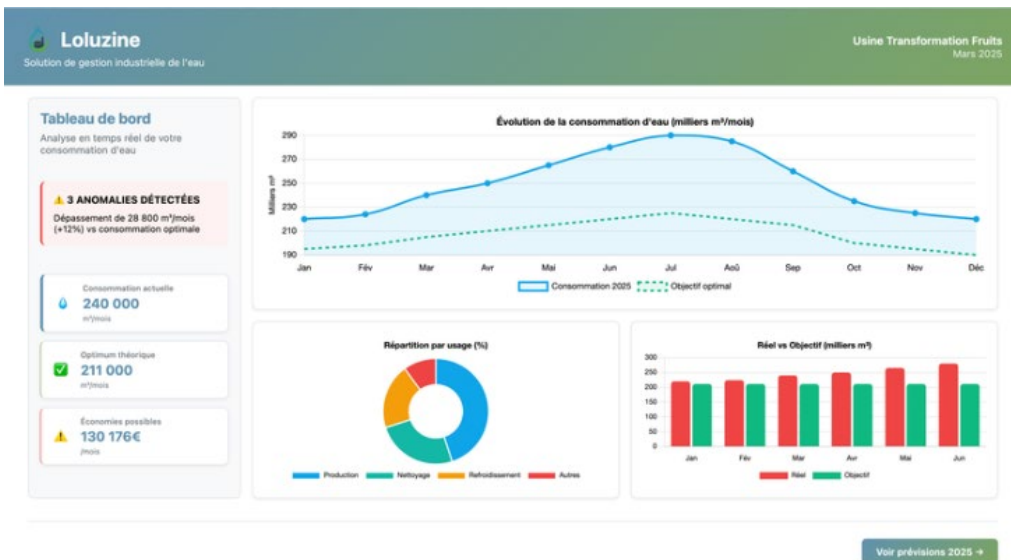 Loluzine
Solution de gestion industrielle de l'eau
Usine Transformation Fruits
Mars 2025
Tableau de bord
Analyse en temps réel de votre
consommation d'eau
⚠️ 3 ANOMALIES DÉTECTÉES
Dépassement de 28 800 m³/mois
(+12%) vs consommation optimale
Consommation actuelle
240 000
m³/mois
Optimum théorique
211 000
m³/mois
Économies possibles
130 176€
/mois
Évolution de la consommation d'eau (milliers m³/mois)
Milliers m³
290
270
250
230
210
190
Jan Fév Mar Avr Mai Jun Jul Aoû Sep Oct Nov Déc
Consommation 2025 Objectif optimal
Répartition par usage (%)
Production Nettoyage Refroidissement Autres
Réel vs Objectif (milliers m³)
300
250
200
150
100
50
0
Jan Fév Mar Avr Mai Jun
Réel Objectif
Voir prévisions 2025 →